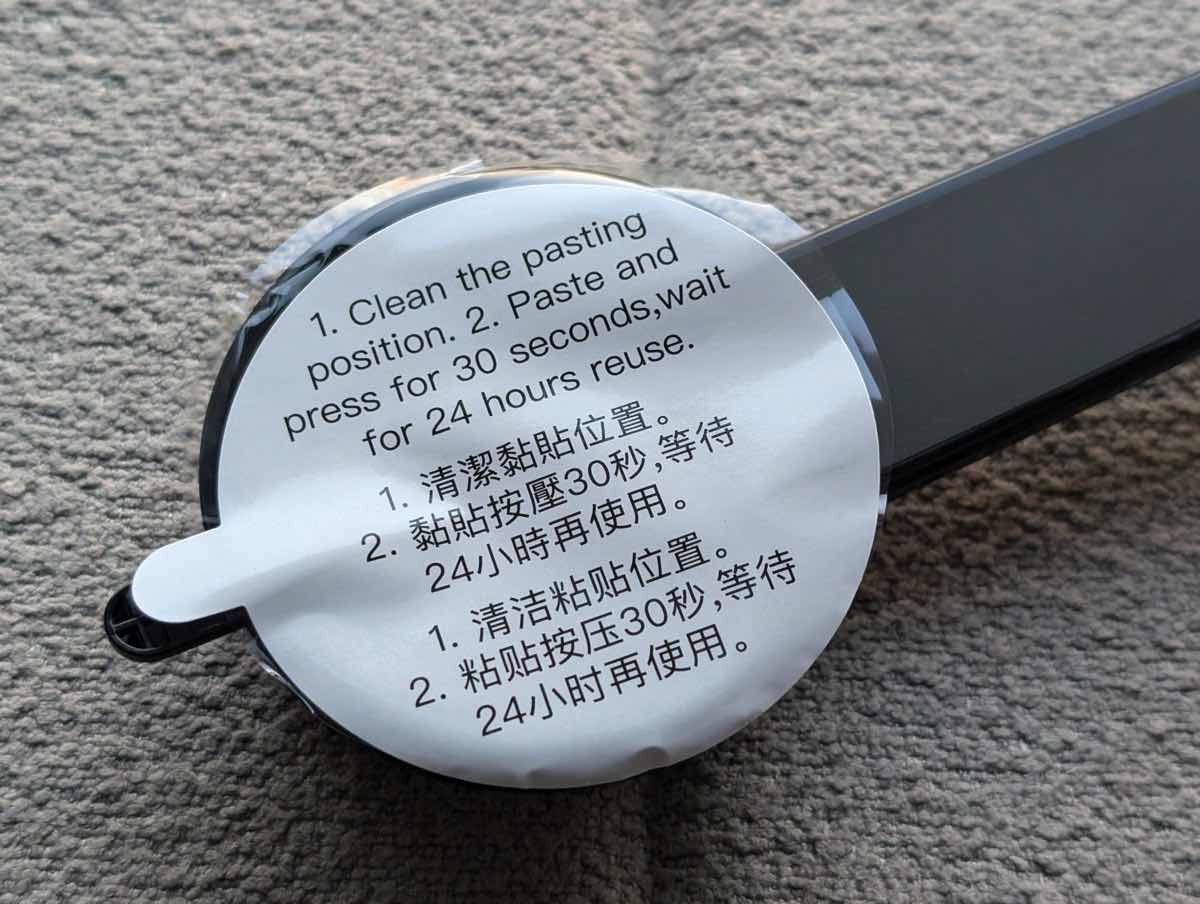 1. Clean the pasting
position. 2. Paste and
press for 30 seconds,wait
for 24 hours reuse.
1. 清潔黏貼位置。
2. 黏貼按壓30秒,等待
24小時再使用。
1. 清洁粘贴位置。
2. 粘贴按压30秒,等待
24小时再使用。